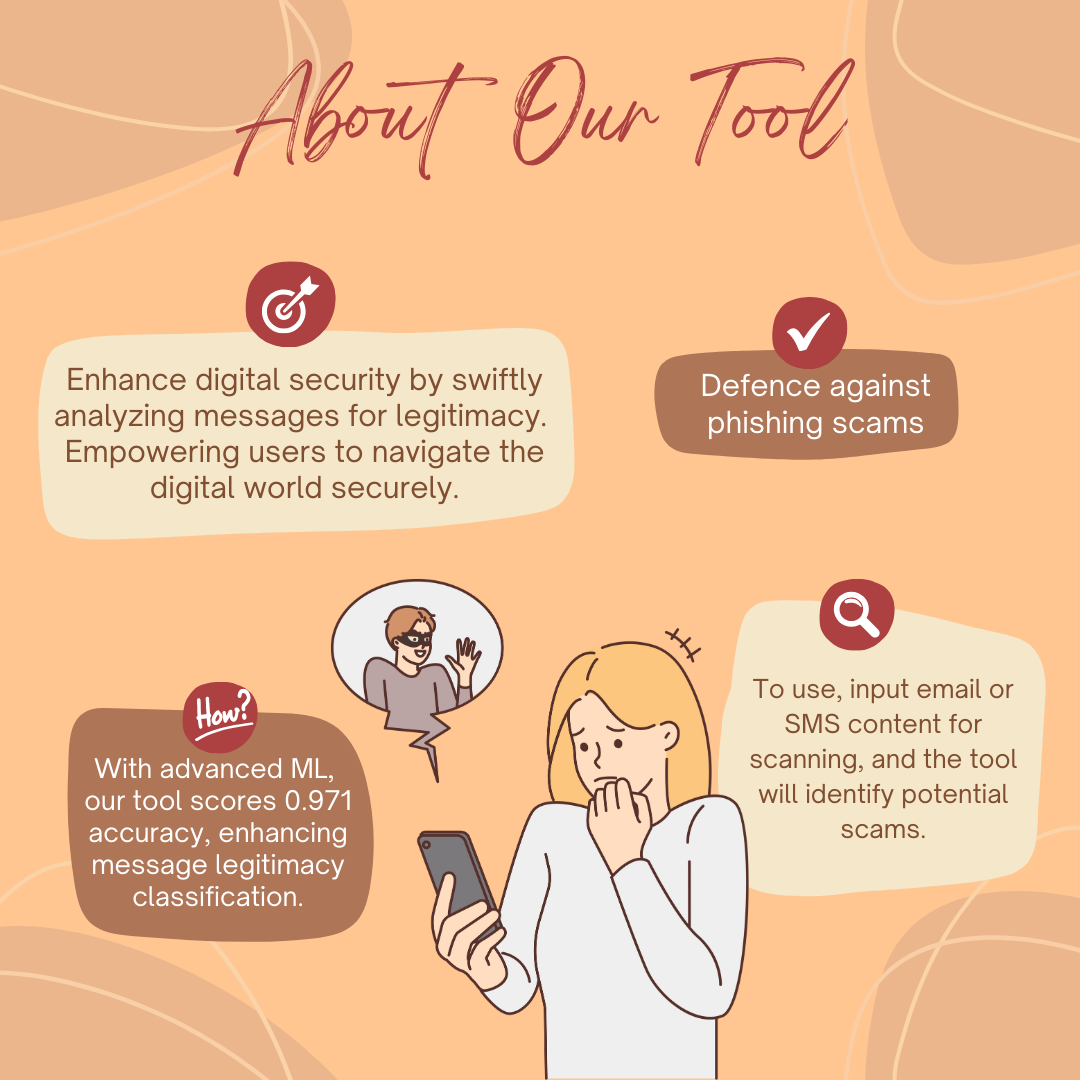 About Our Tool
Enhance digital security by swiftly
analyzing messages for legitimacy.
Empowering users to navigate the
digital world securely.
Defence against
phishing scams
How?
With advanced ML,
our tool scores 0.971
accuracy, enhancing
message legitimacy
classification.
To use, input email or
SMS content for
scanning, and the tool
will identify potential
scams.